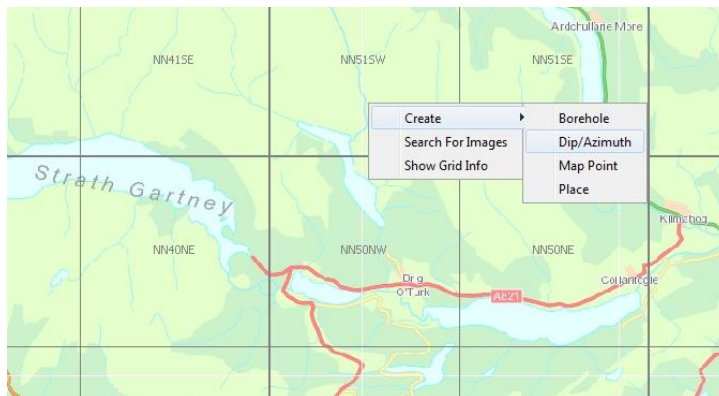 Ardchullarie More
NN41SE
NN51SW
NN51SE
Create
Search For Images
Show Grid Info
Borehole
Dip/Azimuth
Map Point
Place
Strath Gartney
Kilmahog
NN40NE
NN50NW
NN50NE
Brig
O'Turk
A821
Coilantogle